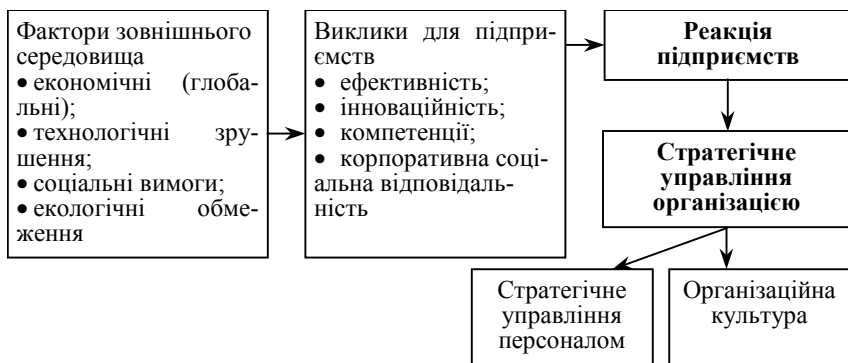 Фактори зовнішнього
середовища
• економічні (глоба-
льні);
• технологічні зру-
шення;
• соціальні вимоги;
• екологічні обме-
ження
Виклики для підпри-
ємств
• ефективність;
• інноваційність;
• компетенції;
• корпоративна соці-
альна відповідаль-
ність
Реакція
підприємств
Стратегічне
управління
організацією
Стратегічне
управління
персоналом
Організаційна
культура